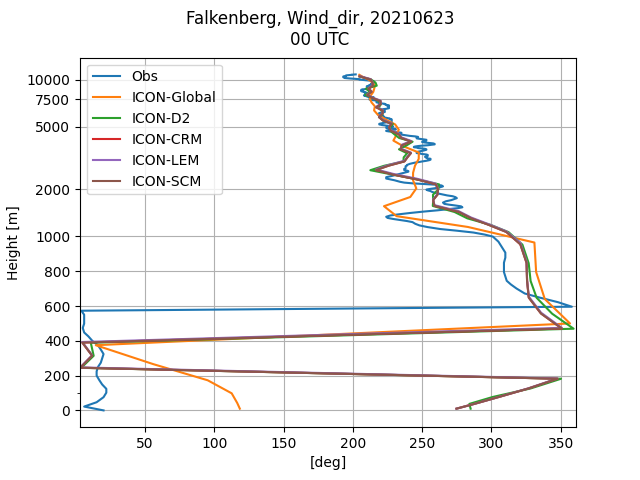 Falkenberg, Wind_dir, 20210623
00 UTC
Obs
ICON-Global
ICON-D2
ICON-CRM
ICON-LEM
ICON-SCM
Height [m]
10000
7500
5000
2000
1000
800
600
400
200
0
50
100
150
200
250
300
350
[deg]